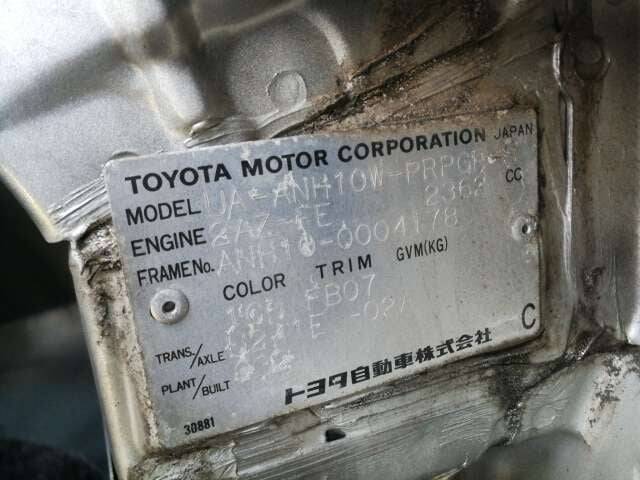 TOYOTA MOTOR CORPORATION JAPAN
MODEL UA-ANH10W-PRPGK
ENGINE 2AZ-FE 2362 CC
FRAME No. ANH10-0004178
COLOR TRIM GVM(KG)
FB07
TRANS./AXLE -02A
PLANT/BUILT
C
トヨタ自動車株式会社
30881